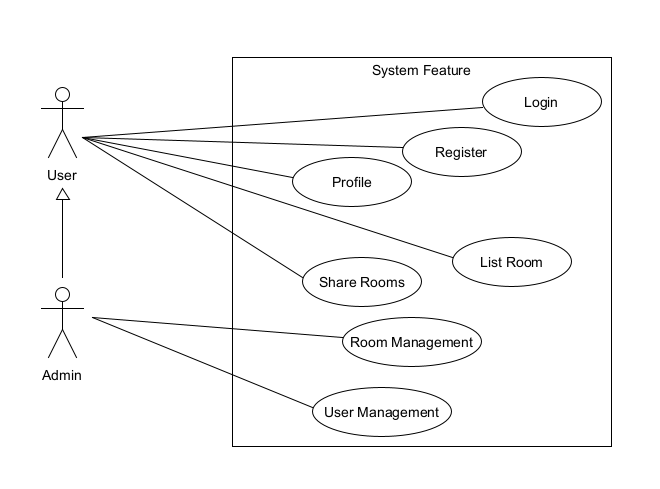 System Feature
Login
Register
Profile
User
List Room
Share Rooms
Room Management
Admin
User Management